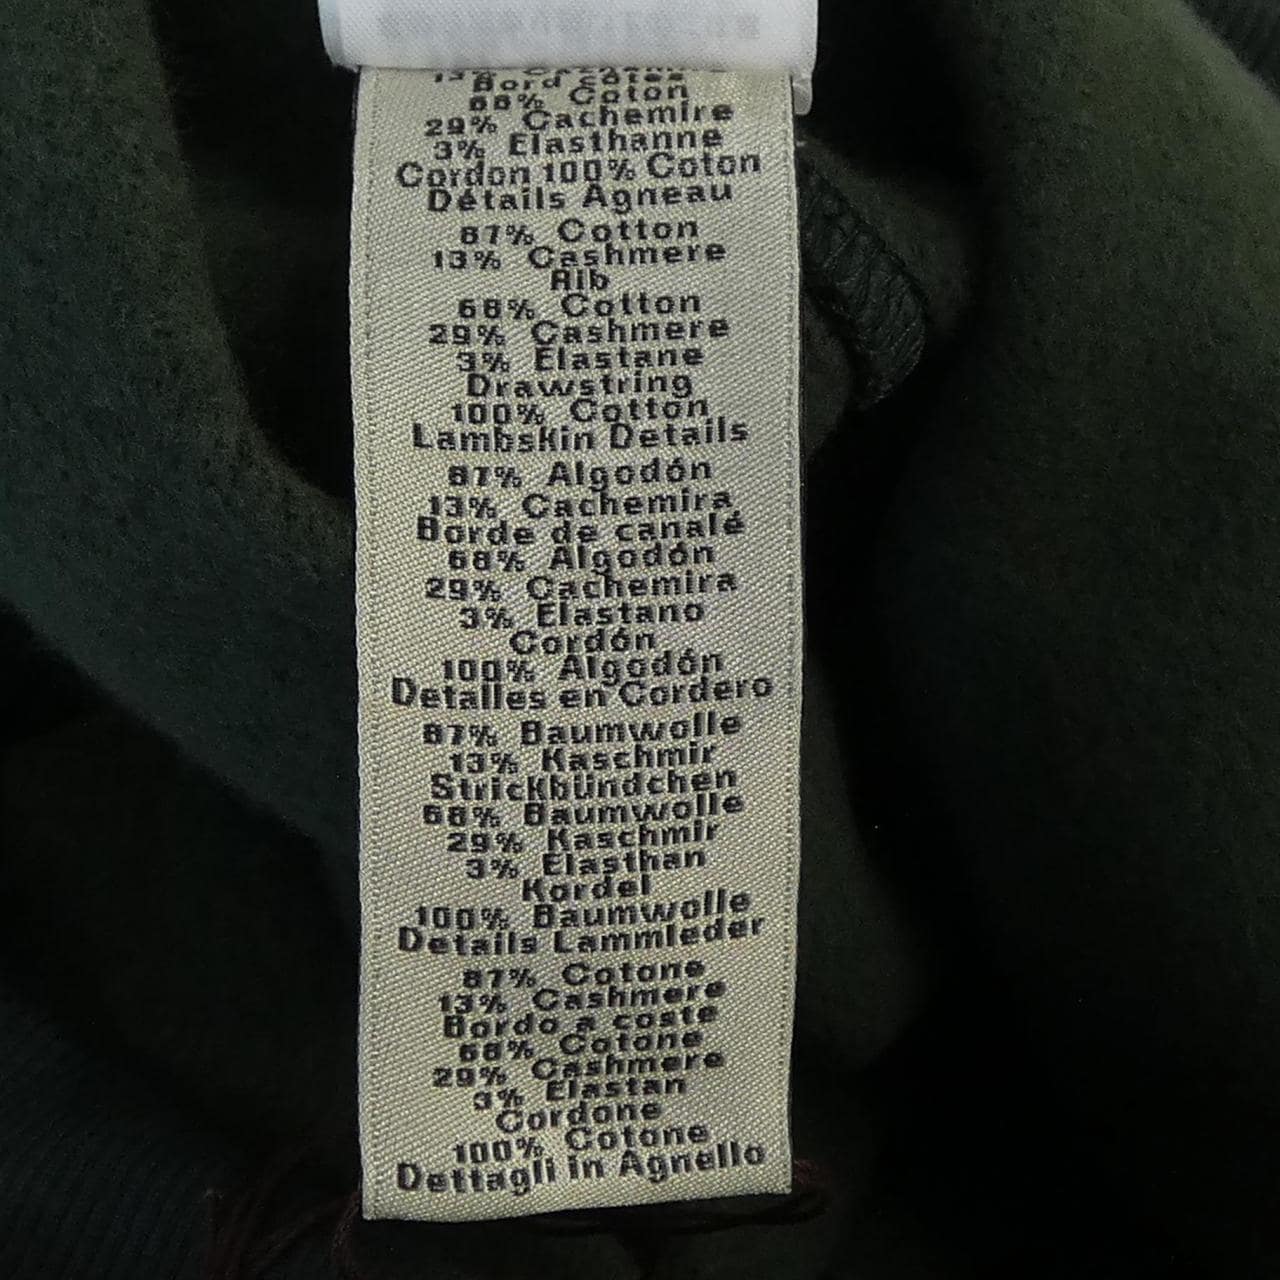 13% Cachemire
Bord côtes
68% Coton
29% Cachemire
3% Elasthanne
Cordon 100% Coton
Détails Agneau
87% Cotton
13% Cashmere
Rib
68% Cotton
29% Cashmere
3% Elastane
Drawstring
100% Cotton
Lambskin Details
87% Algodón
13% Cachemira
Borde de canalé
68% Algodón
29% Cachemira
3% Elastano
Cordón
100% Algodón
Detalles en Cordero
87% Baumwolle
13% Kaschmir
Strickbündchen
68% Baumwolle
29% Kaschmir
3% Elasthan
Kordel
100% Baumwolle
Details Lammleder
87% Cotone
13% Cashmere
Bordo a coste
68% Cotone
29% Cashmere
3% Elastan
Cordone
100% Cotone
Dettagli in Agnello